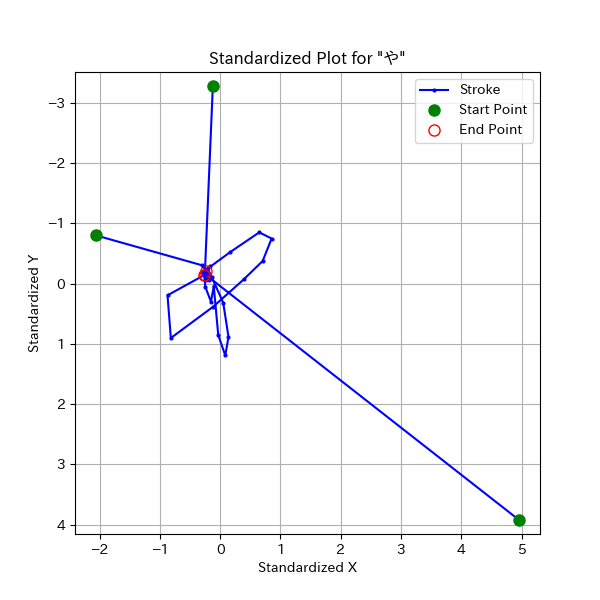 Standardized Plot for "や"
Stroke
Start Point
End Point
−3
−2
−1
0
1
2
3
4
Standardized Y
−2 −1 0 1 2 3 4 5
Standardized X